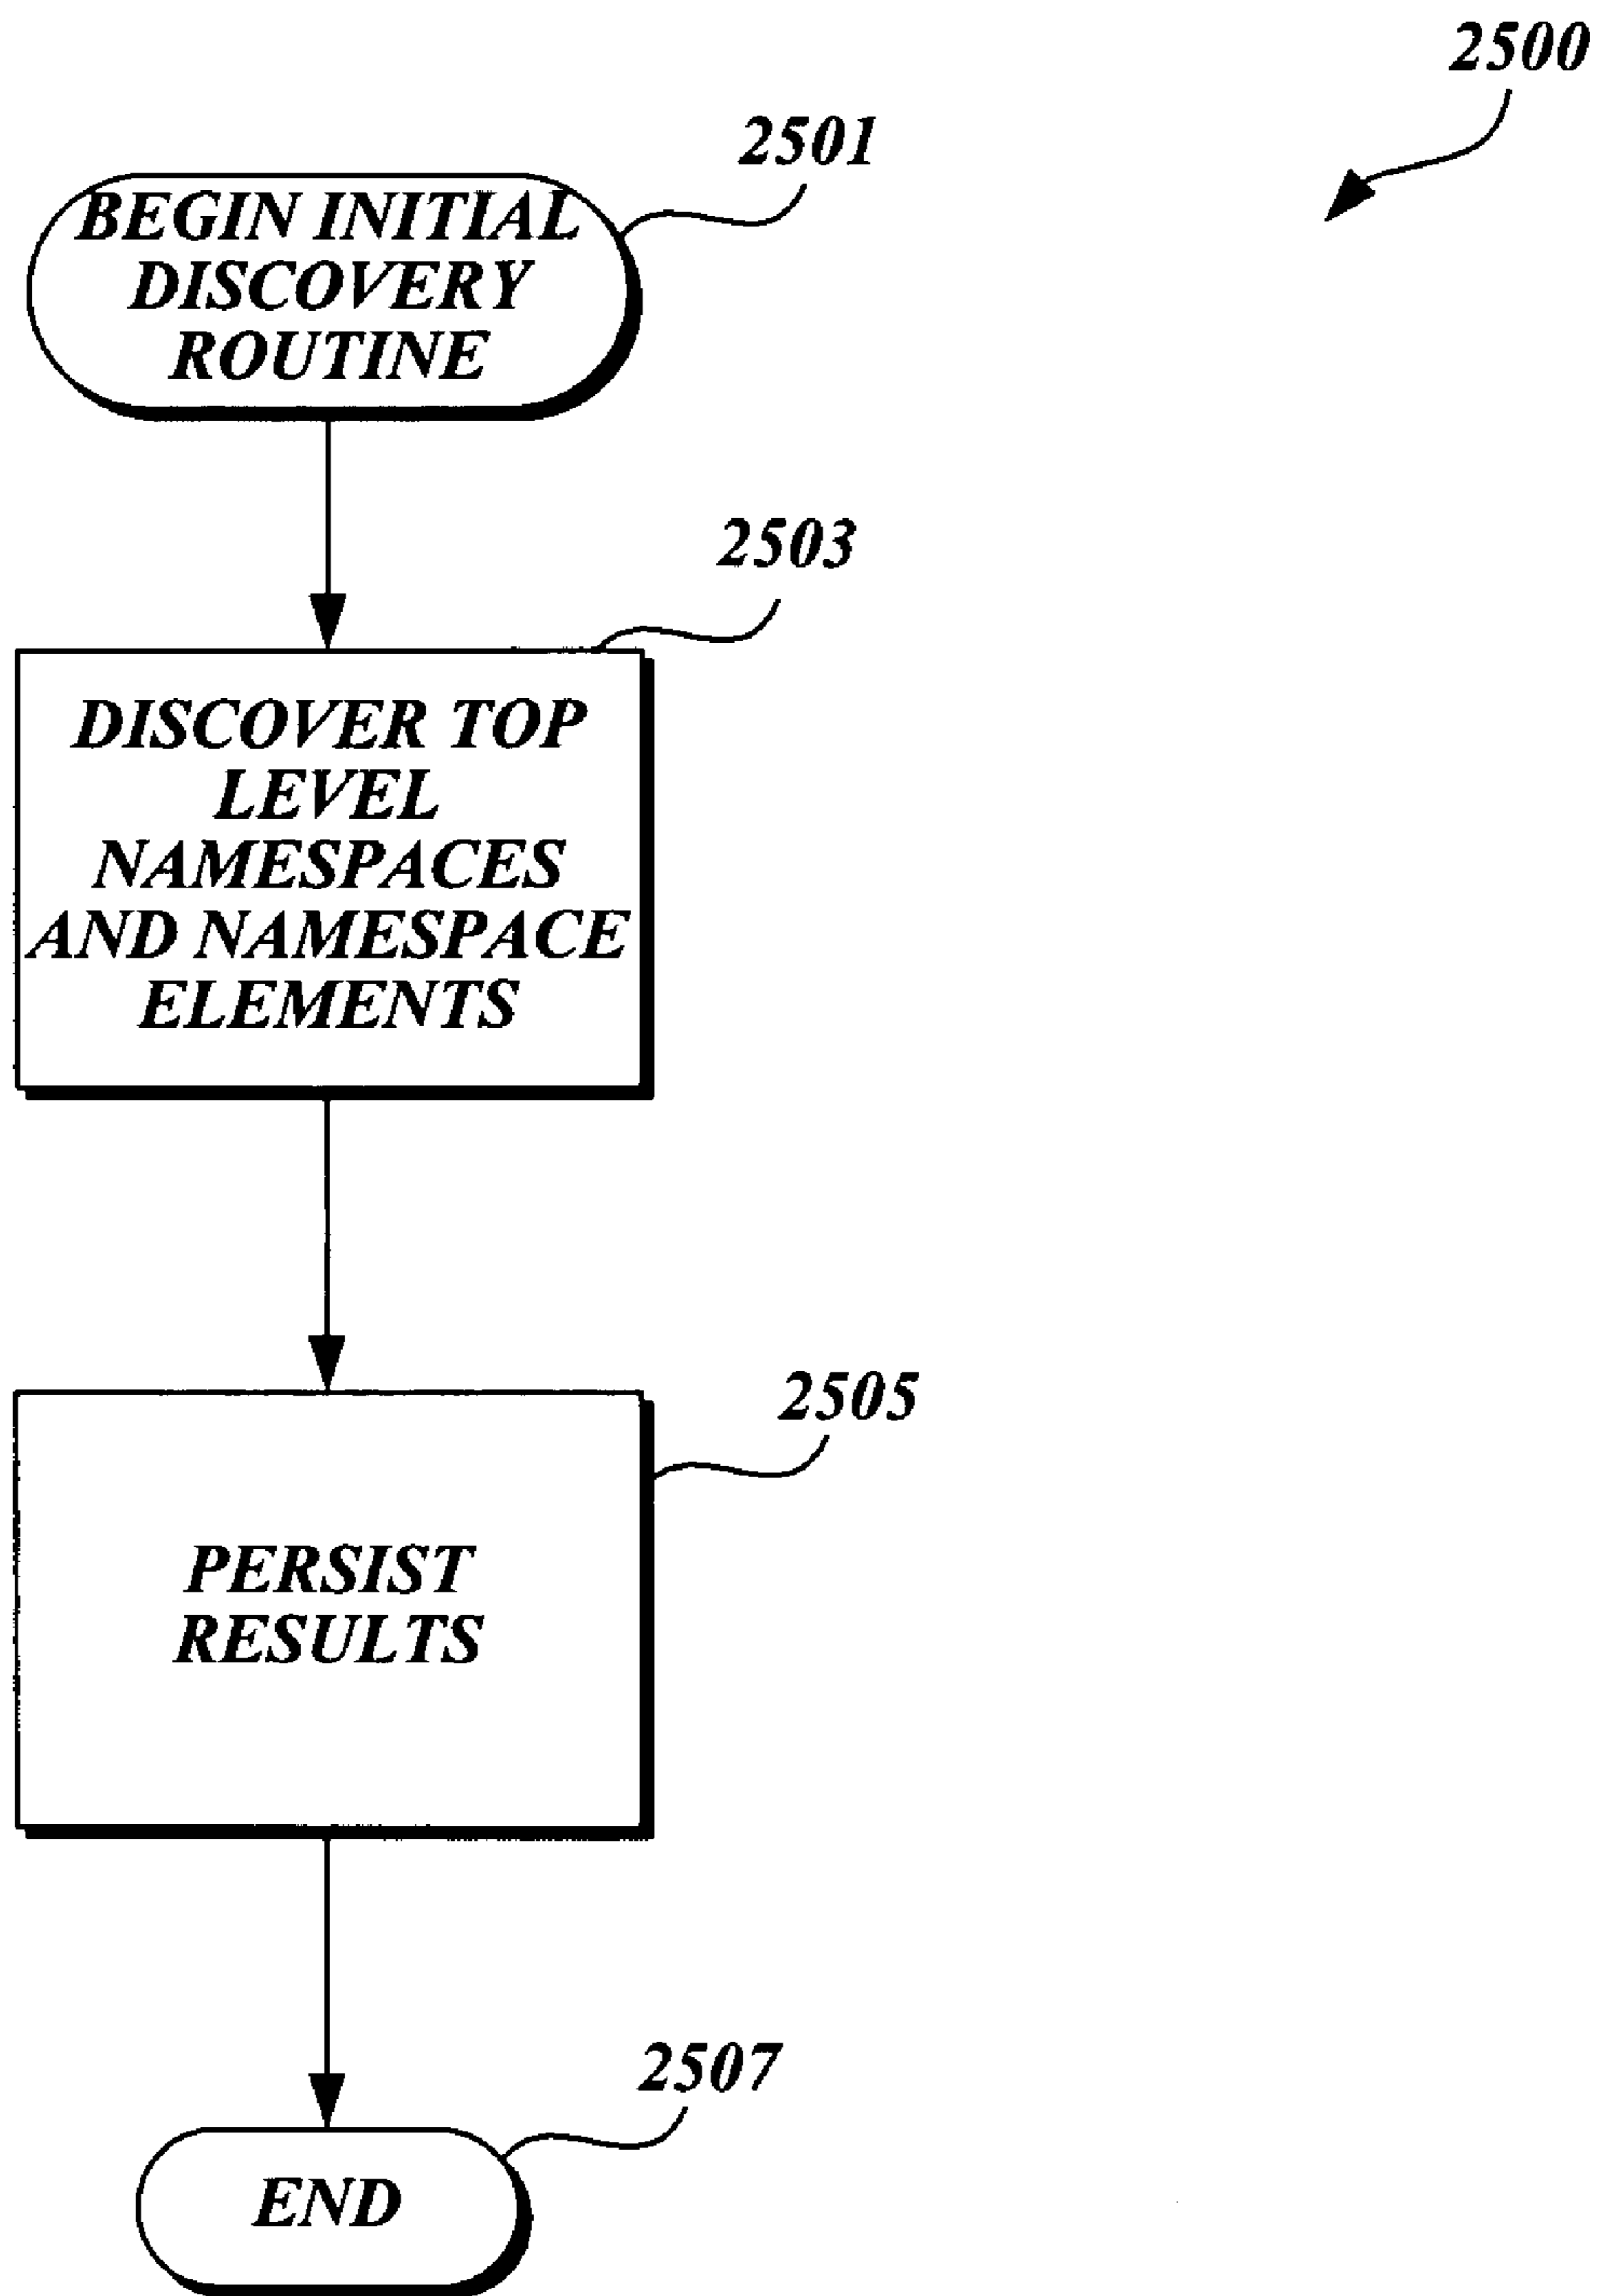 2500
2501
BEGIN INITIAL
DISCOVERY
ROUTINE
2503
DISCOVER TOP
LEVEL
NAMESPACES
AND NAMESPACE
ELEMENTS
2505
PERSIST
RESULTS
2507
END